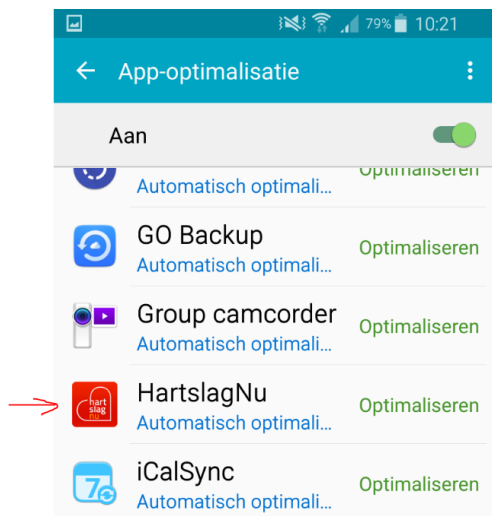 79% 10:21
App-optimalisatie
Aan
Automatisch optimali... Optimaliseren
GO Backup
Automatisch optimali... Optimaliseren
Group camcorder
Automatisch optimali... Optimaliseren
hart
slag
nu
HartslagNu
Automatisch optimali... Optimaliseren
7
iCalSync
Automatisch optimali... Optimaliseren